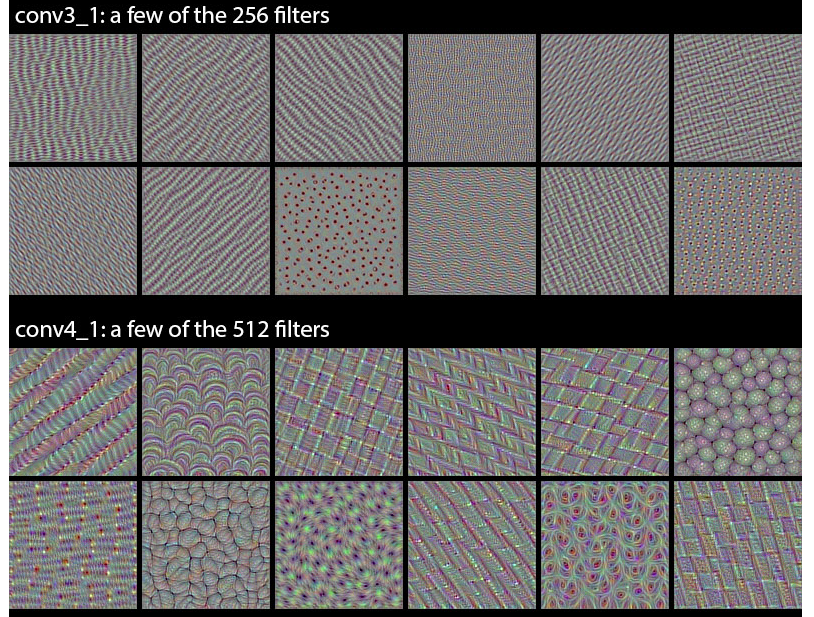 conv3_1: a few of the 256 filters
conv4_1: a few of the 512 filters